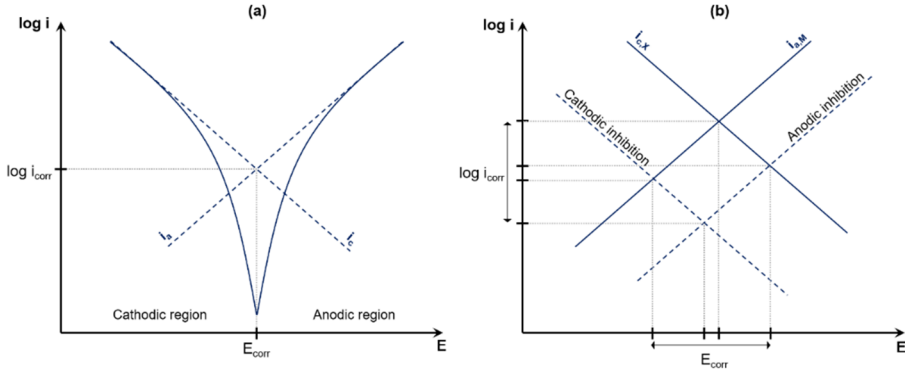 (a)
log i
log i_corr
i_a
i_c
Cathodic region
Anodic region
E
E_corr
(b)
log i
i_c,X
i_a,M
Cathodic inhibition
Anodic inhibition
log i_corr
E
E_corr